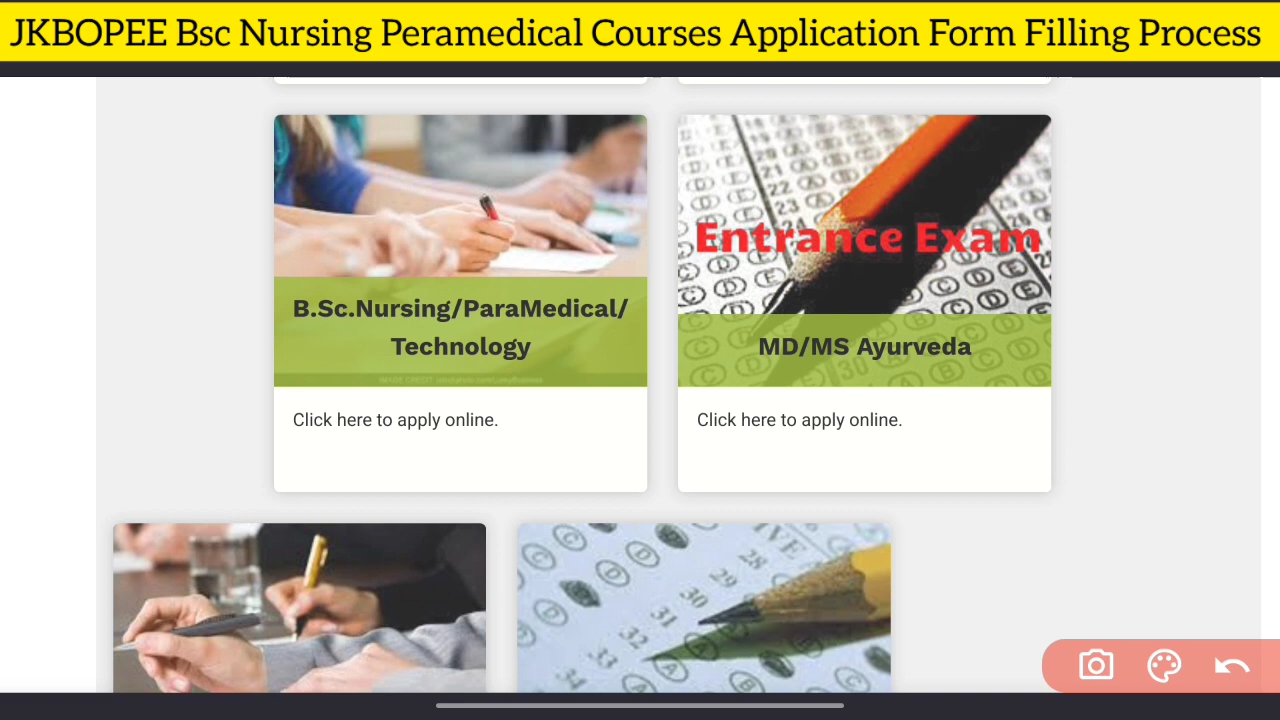 JKBOPEE Bsc Nursing Peramedical Courses Application Form Filling Process
Entrance Exam
B.Sc.Nursing/ParaMedical/
Technology
MD/MS Ayurveda
Click here to apply online.
Click here to apply online.